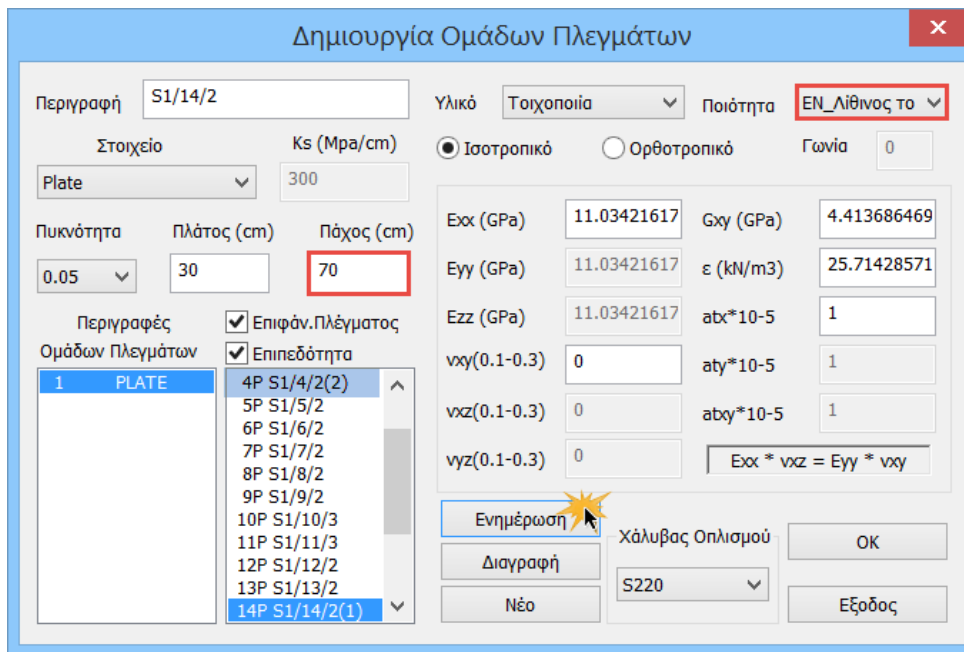 Δημιουργία Ομάδων Πλεγμάτων
Περιγραφή S1/14/2
Υλικό Τοιχοποιία Ποιότητα EN_Λίθινος το
Στοιχείο Ks (Mpa/cm)
Ισοτροπικό Ορθοτροπικό Γωνία 0
Plate 300
Πυκνότητα Πλάτος (cm) Πάχος (cm)
0.05 30 70
Exx (GPa) 11.03421617 Gxy (GPa) 4.413686469
Eyy (GPa) 11.03421617 ε (kN/m3) 25.71428571
Ezz (GPa) 11.03421617 atx*10-5 1
vxy(0.1-0.3) 0 aty*10-5 1
vxz(0.1-0.3) 0 atxy*10-5 1
vyz(0.1-0.3) 0 Exx * vxz = Eyy * vxy
Περιγραφές
Ομάδων Πλεγμάτων
Επιφάν.Πλέγματος
Επιπεδότητα
1 PLATE
4P S1/4/2(2)
5P S1/5/2
6P S1/6/2
7P S1/7/2
8P S1/8/2
9P S1/9/2
10P S1/10/3
11P S1/11/3
12P S1/12/2
13P S1/13/2
14P S1/14/2(1)
Ενημέρωση
Διαγραφή
Νέο
Χάλυβας Οπλισμού
S220
OK
Εξοδος